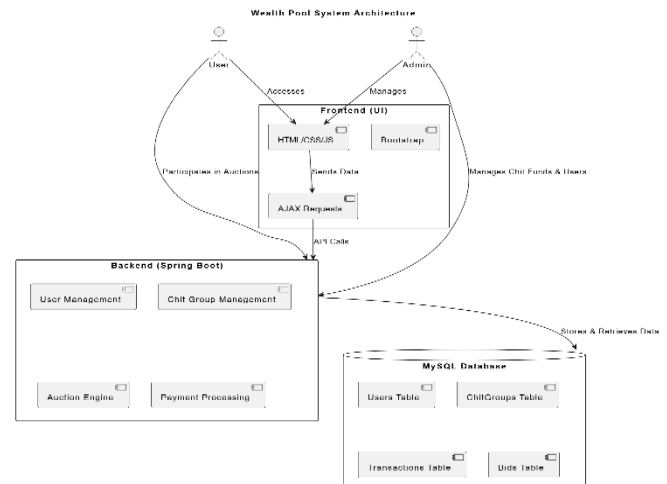 Wealth Pool System Architecture
User
Admin
Accesses
Manages
Frontend (UI)
HTML/CSS/JS
Bootstrap
Participates in Auctions
Sends Data
Manages Chit Funds & Users
AJAX Requests
API Calls
Backend (Spring Boot)
User Management
Chit Group Management
Stores & Retrieves Data
MySQL Database
Auction Engine
Payment Processing
Users Table
ChitGroups Table
Transactions Table
Bids Table